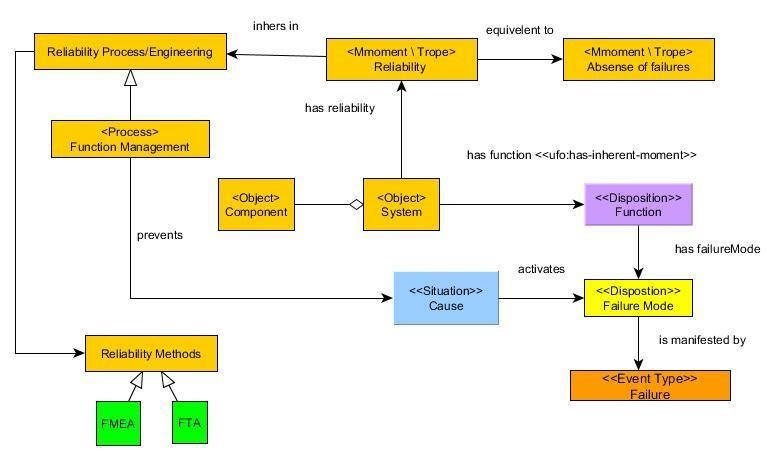 inhers in
Reliability Process/Engineering
<Mmoment \ Trope>
Reliability
equivelent to
<Mmoment \ Trope>
Absense of failures
has reliability
<Process>
Function Management
has function <<ufo:has-inherent-moment>>
<Object>
Component
<Object>
System
<<Disposition>>
Function
prevents
has failureMode
activates
<<Situation>>
Cause
<<Dispostion>>
Failure Mode
is manifested by
Reliability Methods
<<Event Type>>
Failure
FMEA
FTA